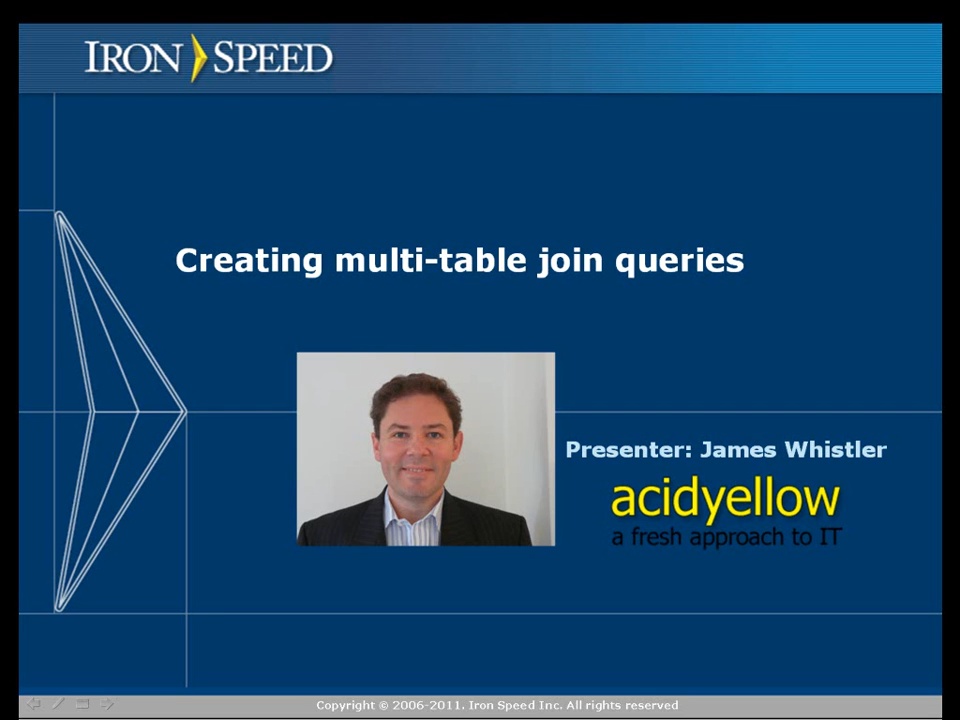 IRON SPEED
Creating multi-table join queries
Presenter: James Whistler
acidyellow
a fresh approach to IT
Copyright © 2006-2011. Iron Speed Inc. All rights reserved